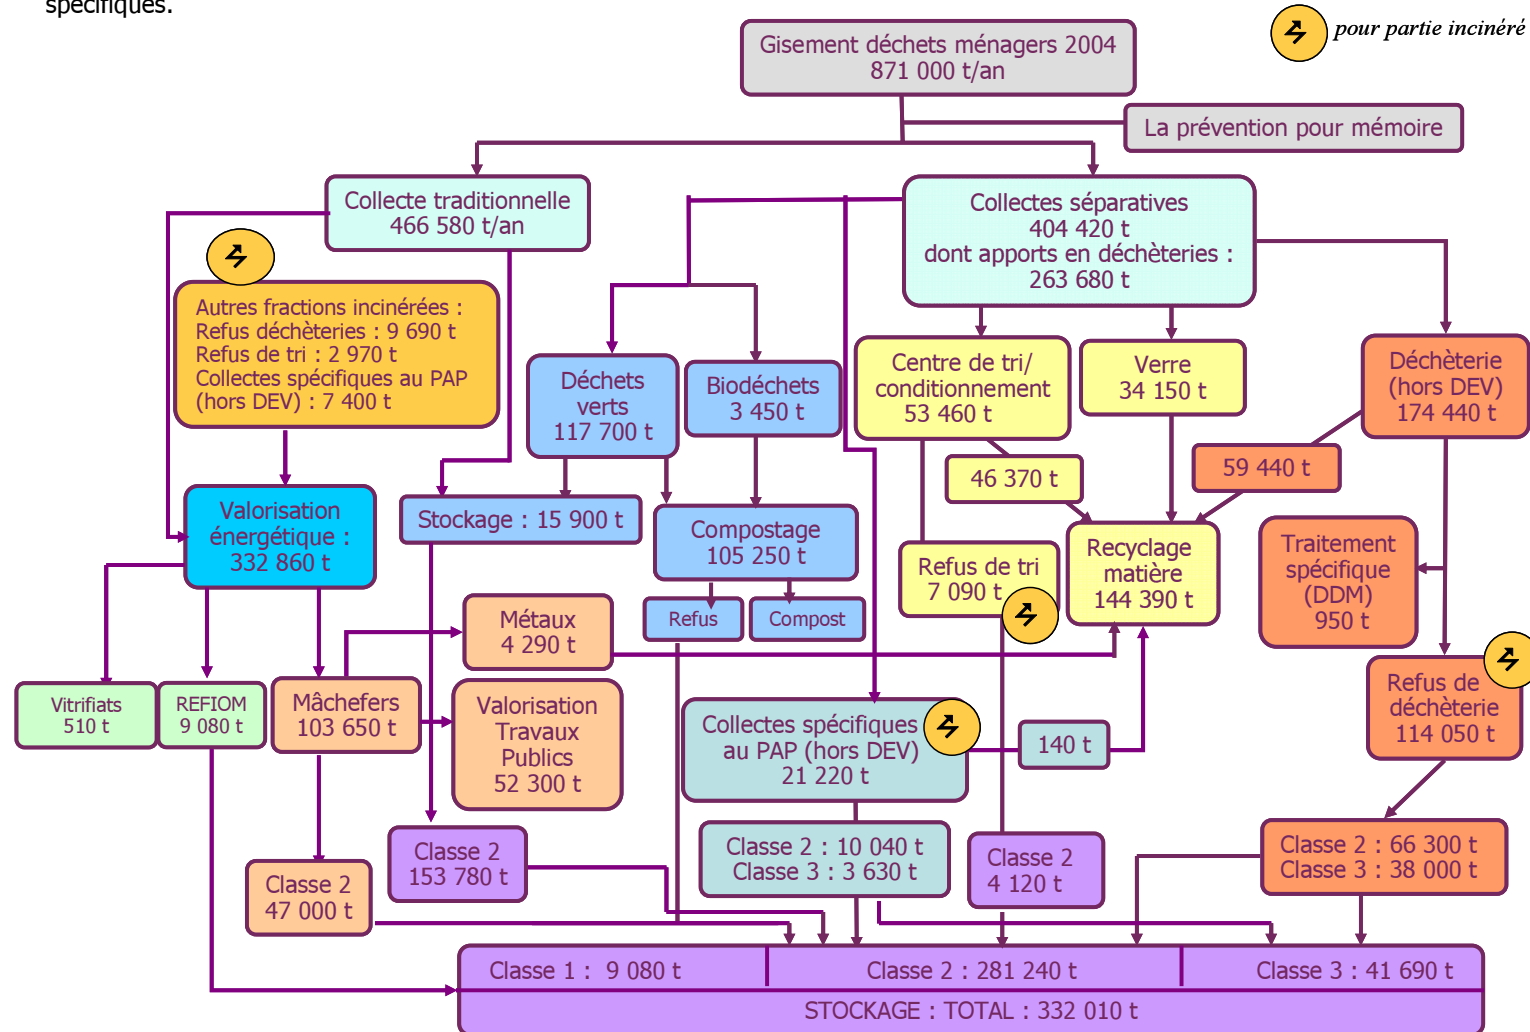 spécifiques.
pour partie incinéré
Gisement déchets ménagers 2004
871 000 t/an
La prévention pour mémoire
Collecte traditionnelle
466 580 t/an
Collectes séparatives
404 420 t
dont apports en déchèteries :
263 680 t
Autres fractions incinérées :
Refus déchèteries : 9 690 t
Refus de tri : 2 970 t
Collectes spécifiques au PAP
(hors DEV) : 7 400 t
Déchets
verts
117 700 t
Biodéchets
3 450 t
Centre de tri/
conditionnement
53 460 t
Verre
34 150 t
Déchèterie
(hors DEV)
174 440 t
46 370 t
59 440 t
Valorisation
énergétique :
332 860 t
Stockage : 15 900 t
Compostage
105 250 t
Refus de tri
7 090 t
Recyclage
matière
144 390 t
Traitement
spécifique
(DDM)
950 t
Refus
Compost
Métaux
4 290 t
Vitrifiats
510 t
REFIOM
9 080 t
Mâchefers
103 650 t
Valorisation
Travaux
Publics
52 300 t
Collectes spécifiques
au PAP (hors DEV)
21 220 t
140 t
Refus de
déchèterie
114 050 t
Classe 2
47 000 t
Classe 2
153 780 t
Classe 2 : 10 040 t
Classe 3 : 3 630 t
Classe 2
4 120 t
Classe 2 : 66 300 t
Classe 3 : 38 000 t
Classe 1 : 9 080 t
Classe 2 : 281 240 t
Classe 3 : 41 690 t
STOCKAGE : TOTAL : 332 010 t